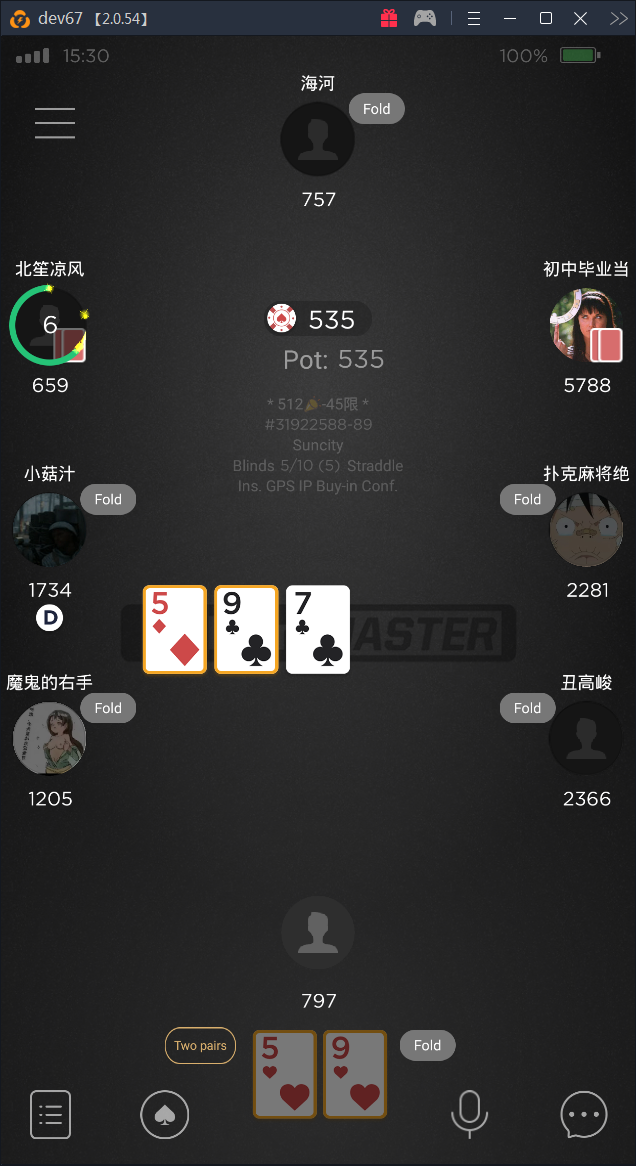 dev67 【2.0.54】
15:30
100%
海河
Fold
757
北笙凉风
6
659
初中毕业当
5788
535
Pot: 535
* 512🎉-45限 *
#31922588-89
Suncity
Blinds 5/10 (5) Straddle
Ins. GPS IP Buy-in Conf.
小菇汁
Fold
1734
D
扑克麻将绝
Fold
2281
5
9
7
MASTER
魔鬼的右手
Fold
1205
丑高峻
Fold
2366
797
Two pairs
5
9
Fold